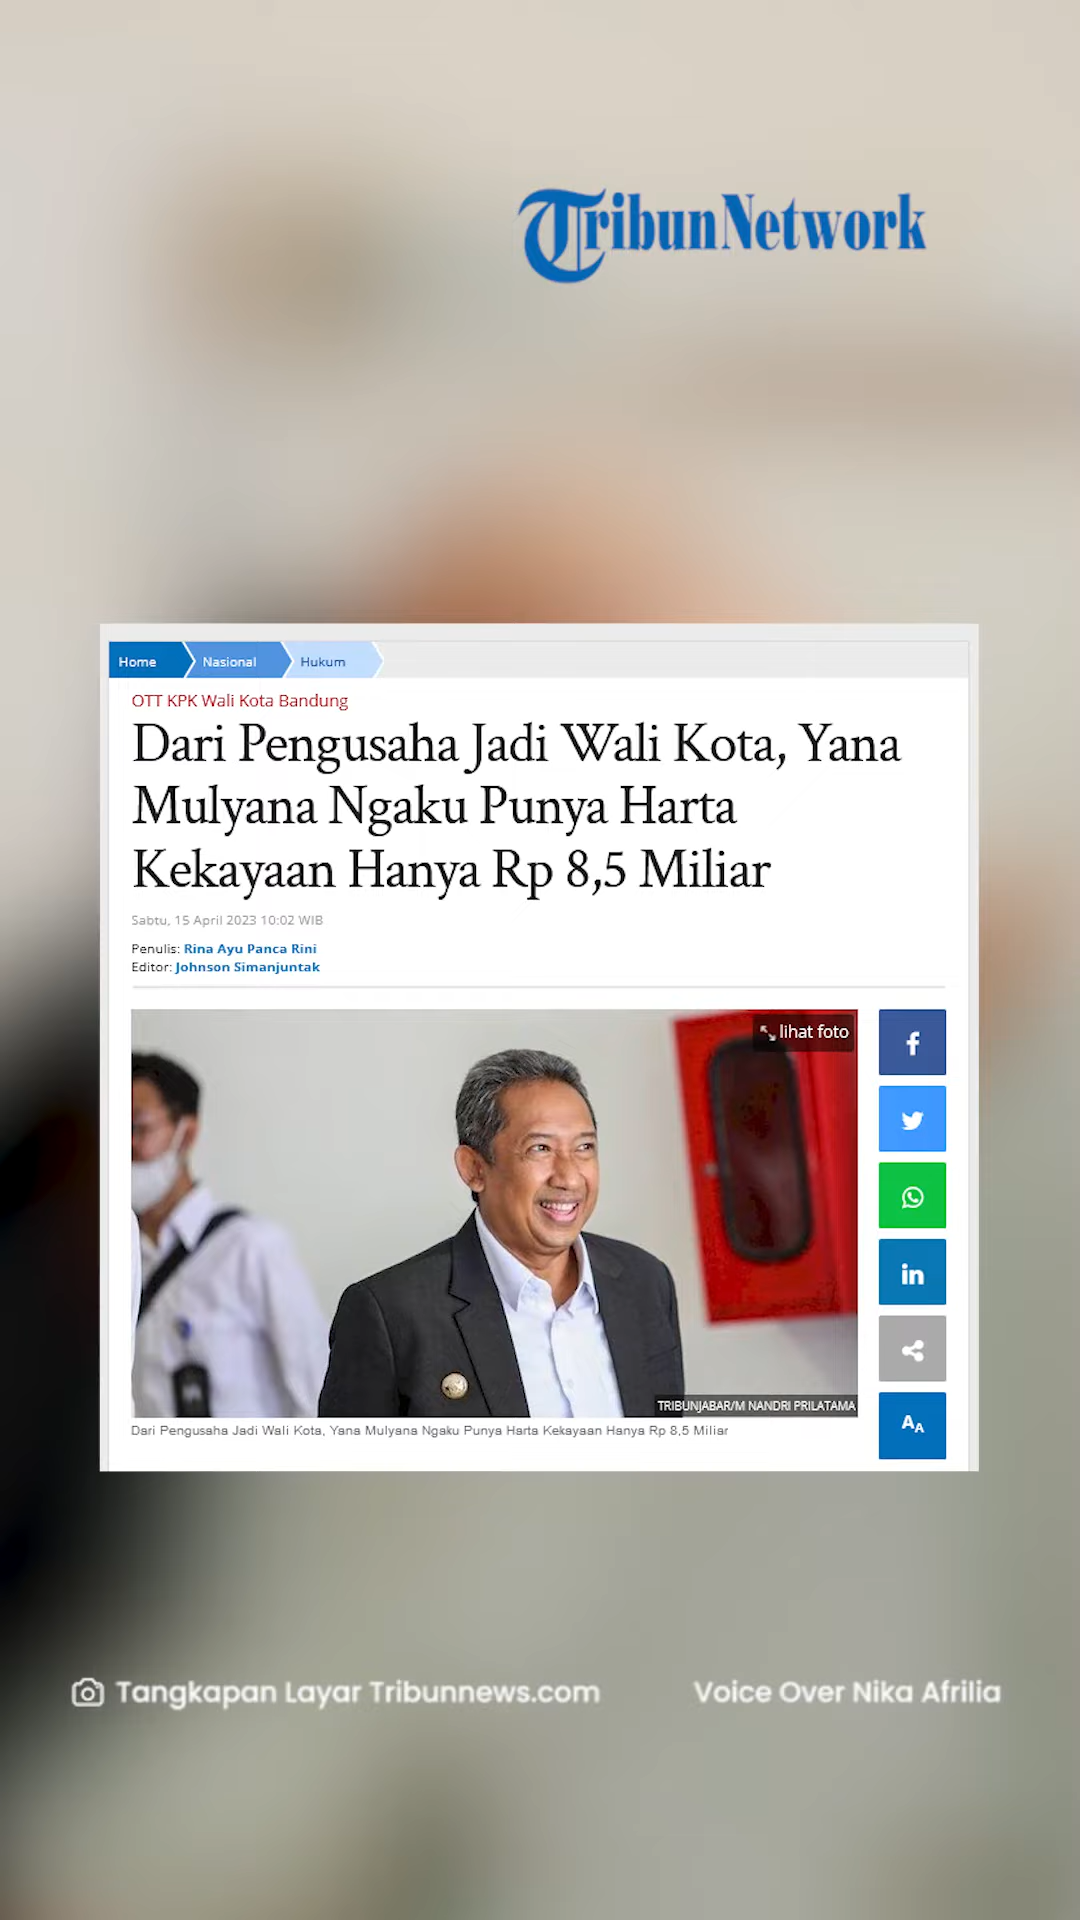 Tribun Network
Home
Nasional
Hukum
OTT KPK Wali Kota Bandung
Dari Pengusaha Jadi Wali Kota, Yana
Mulyana Ngaku Punya Harta
Kekayaan Hanya Rp 8,5 Miliar
Sabtu, 15 April 2023 10:02 WIB
Penulis: Rina Ayu Panca Rini
Editor: Johnson Simanjuntak
lihat foto
TRIBUNJABAR/M NANDRI PRILATAMA
Dari Pengusaha Jadi Wali Kota, Yana Mulyana Ngaku Punya Harta Kekayaan Hanya Rp 8,5 Miliar
AA
Tangkapan Layar Tribunnews.com
Voice Over Nika Afrilia